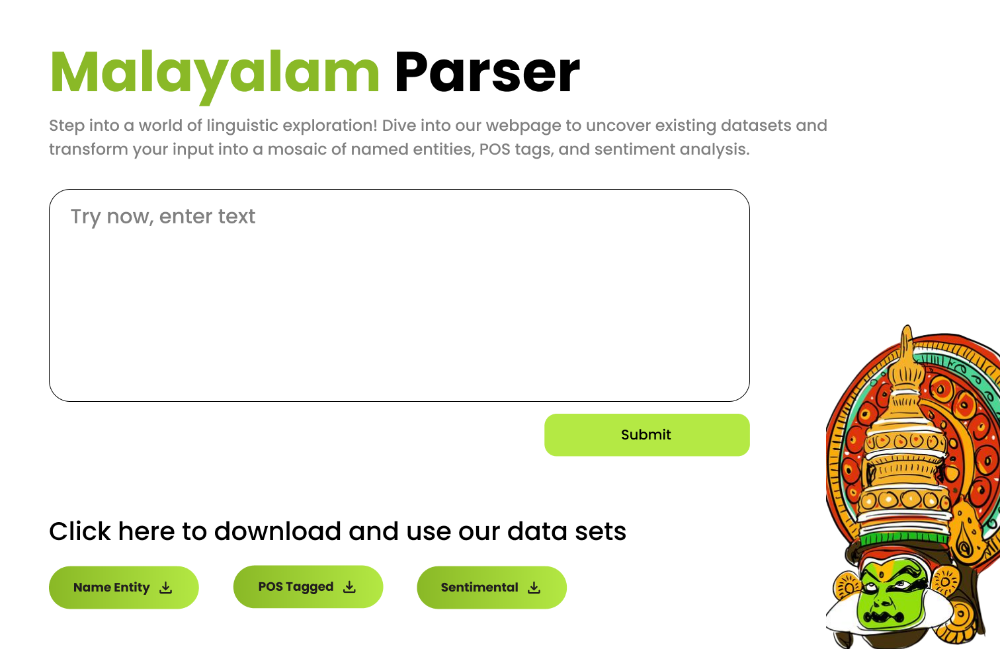 Malayalam Parser
Step into a world of linguistic exploration! Dive into our webpage to uncover existing datasets and
transform your input into a mosaic of named entities, POS tags, and sentiment analysis.
Try now, enter text
Submit
Click here to download and use our data sets
Name Entity
POS Tagged
Sentimental